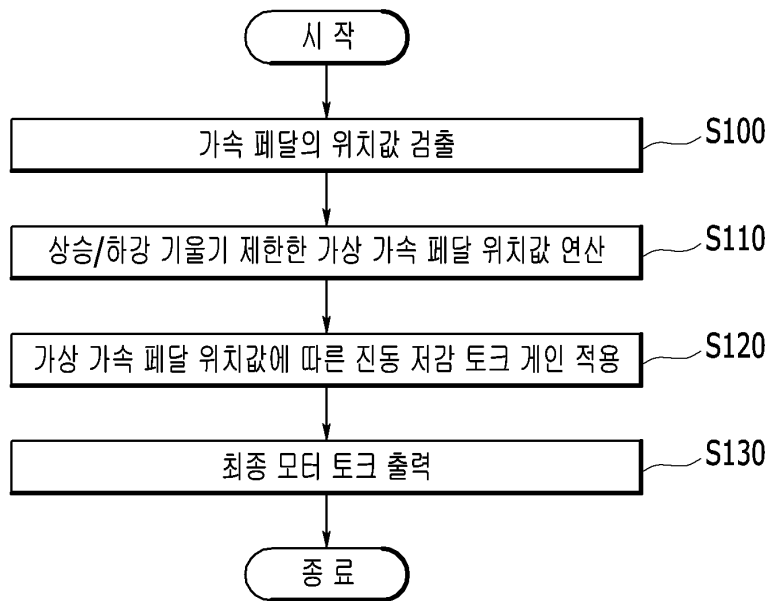 시 작
가속 페달의 위치값 검출
S100
상승/하강 기울기 제한한 가상 가속 페달 위치값 연산
S110
가상 가속 페달 위치값에 따른 진동 저감 토크 게인 적용
S120
최종 모터 토크 출력
S130
종 료